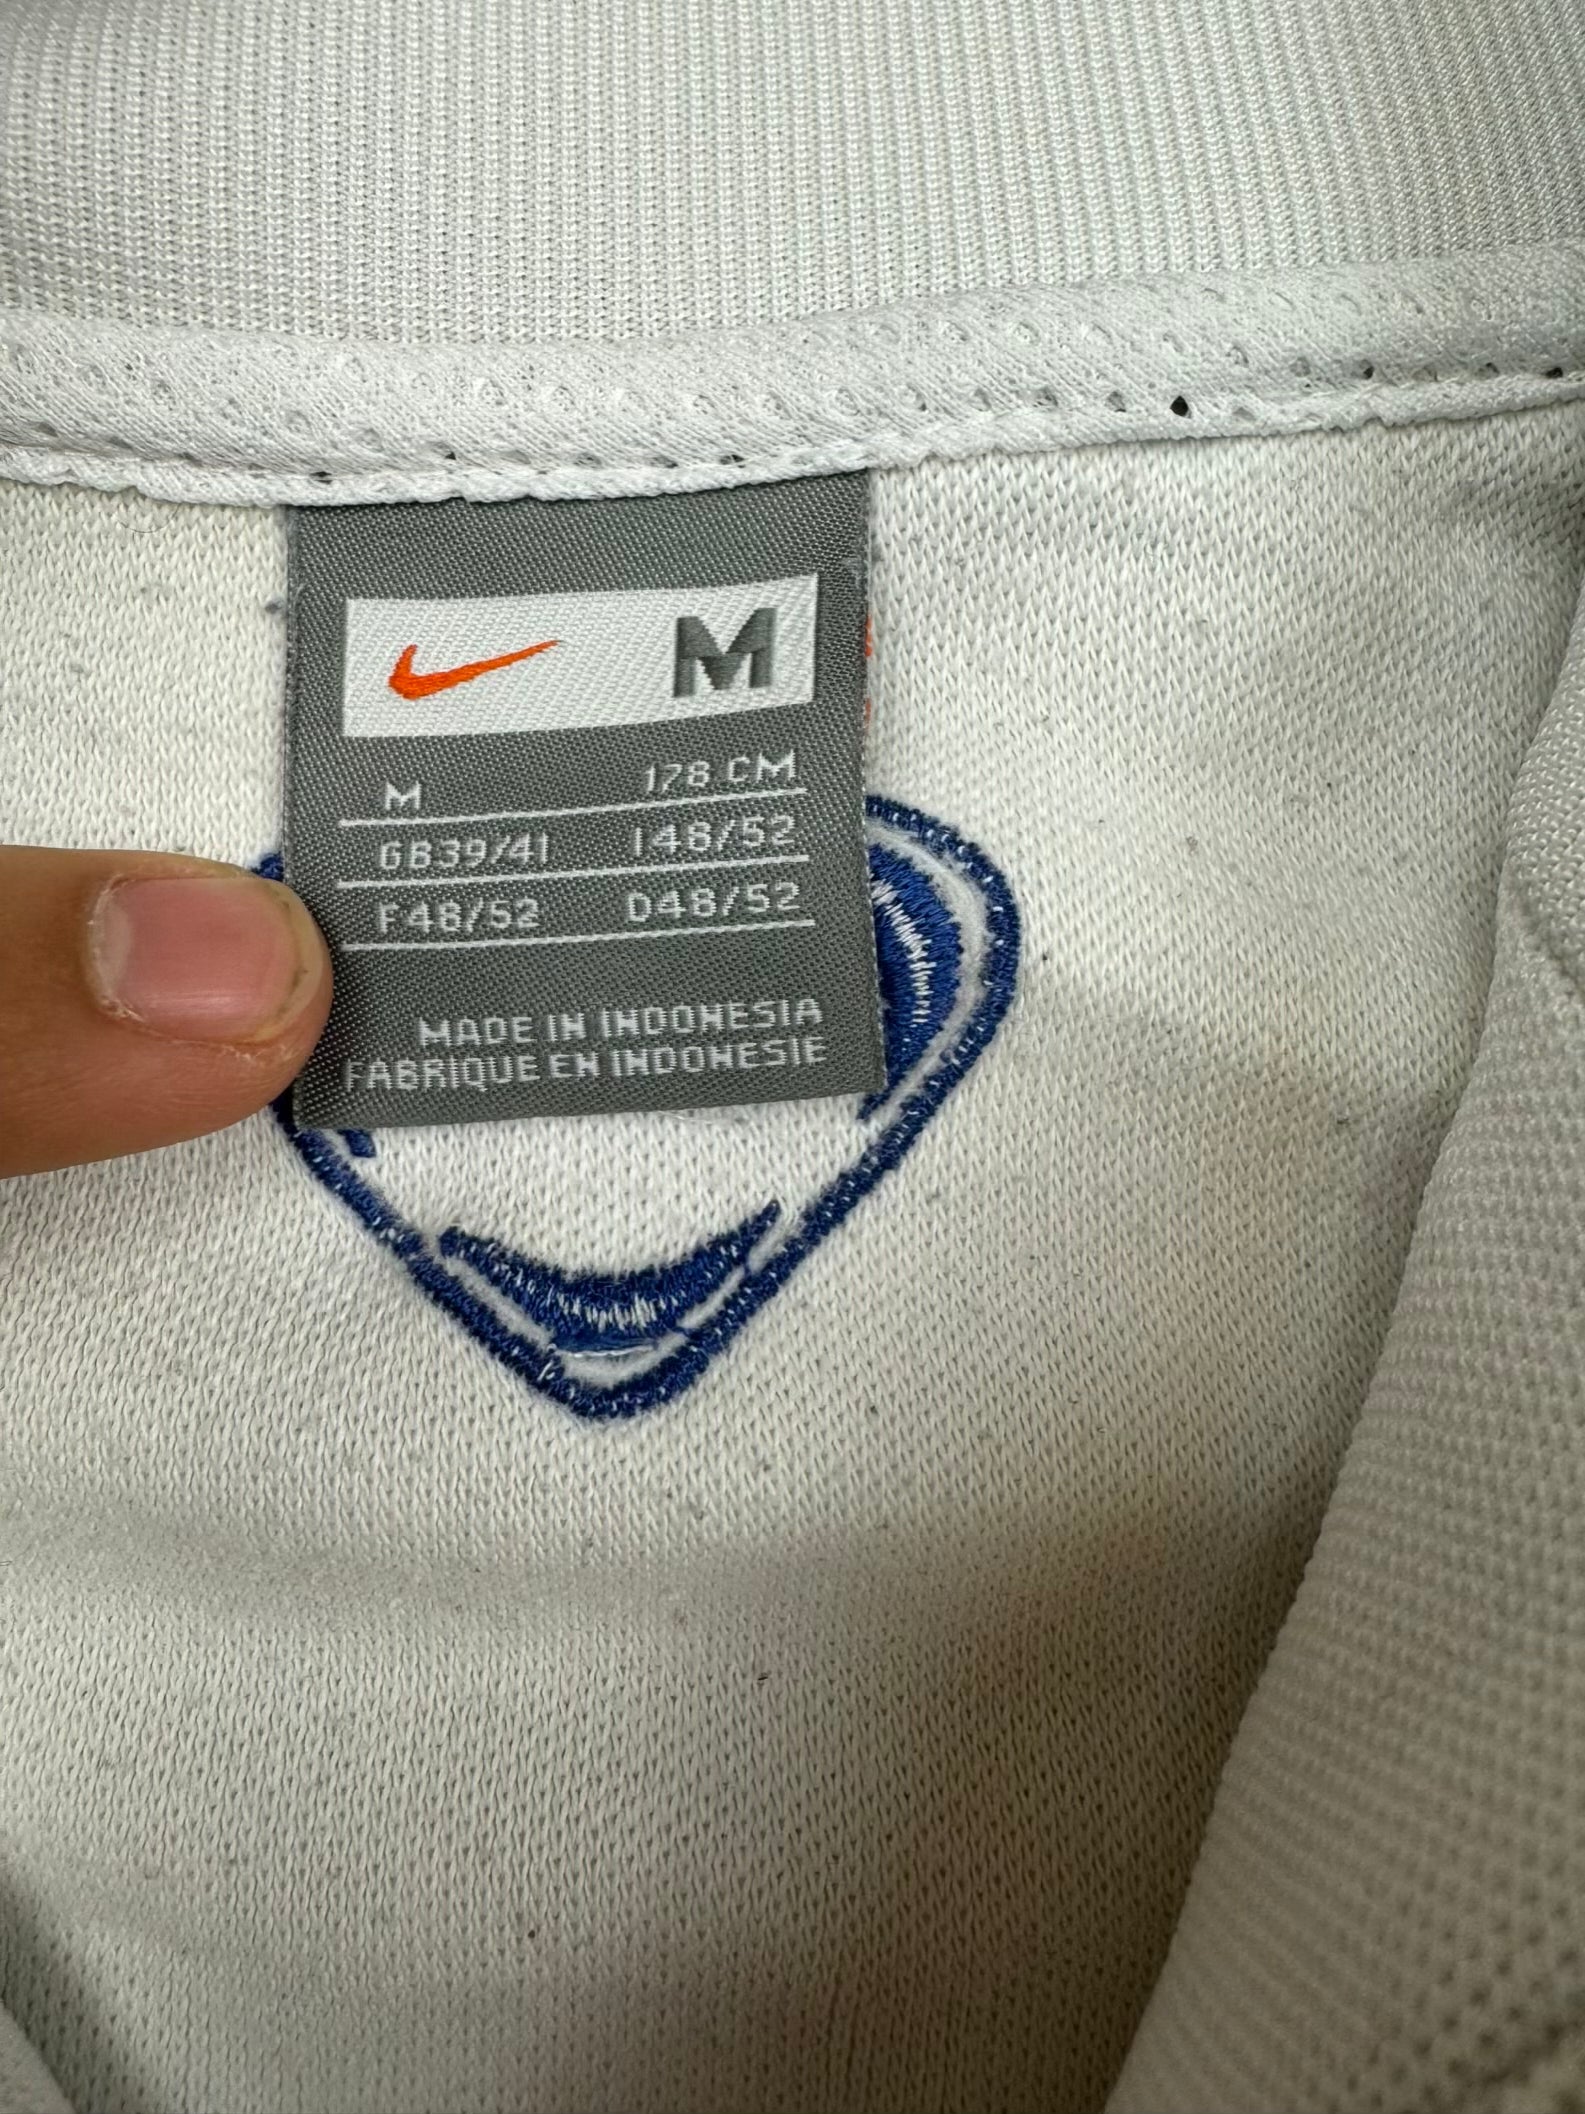 M
M 178 CM
GB39/41 I48/52
F48/52 D48/52
MADE IN INDONESIA
FABRIQUE EN INDONESIE